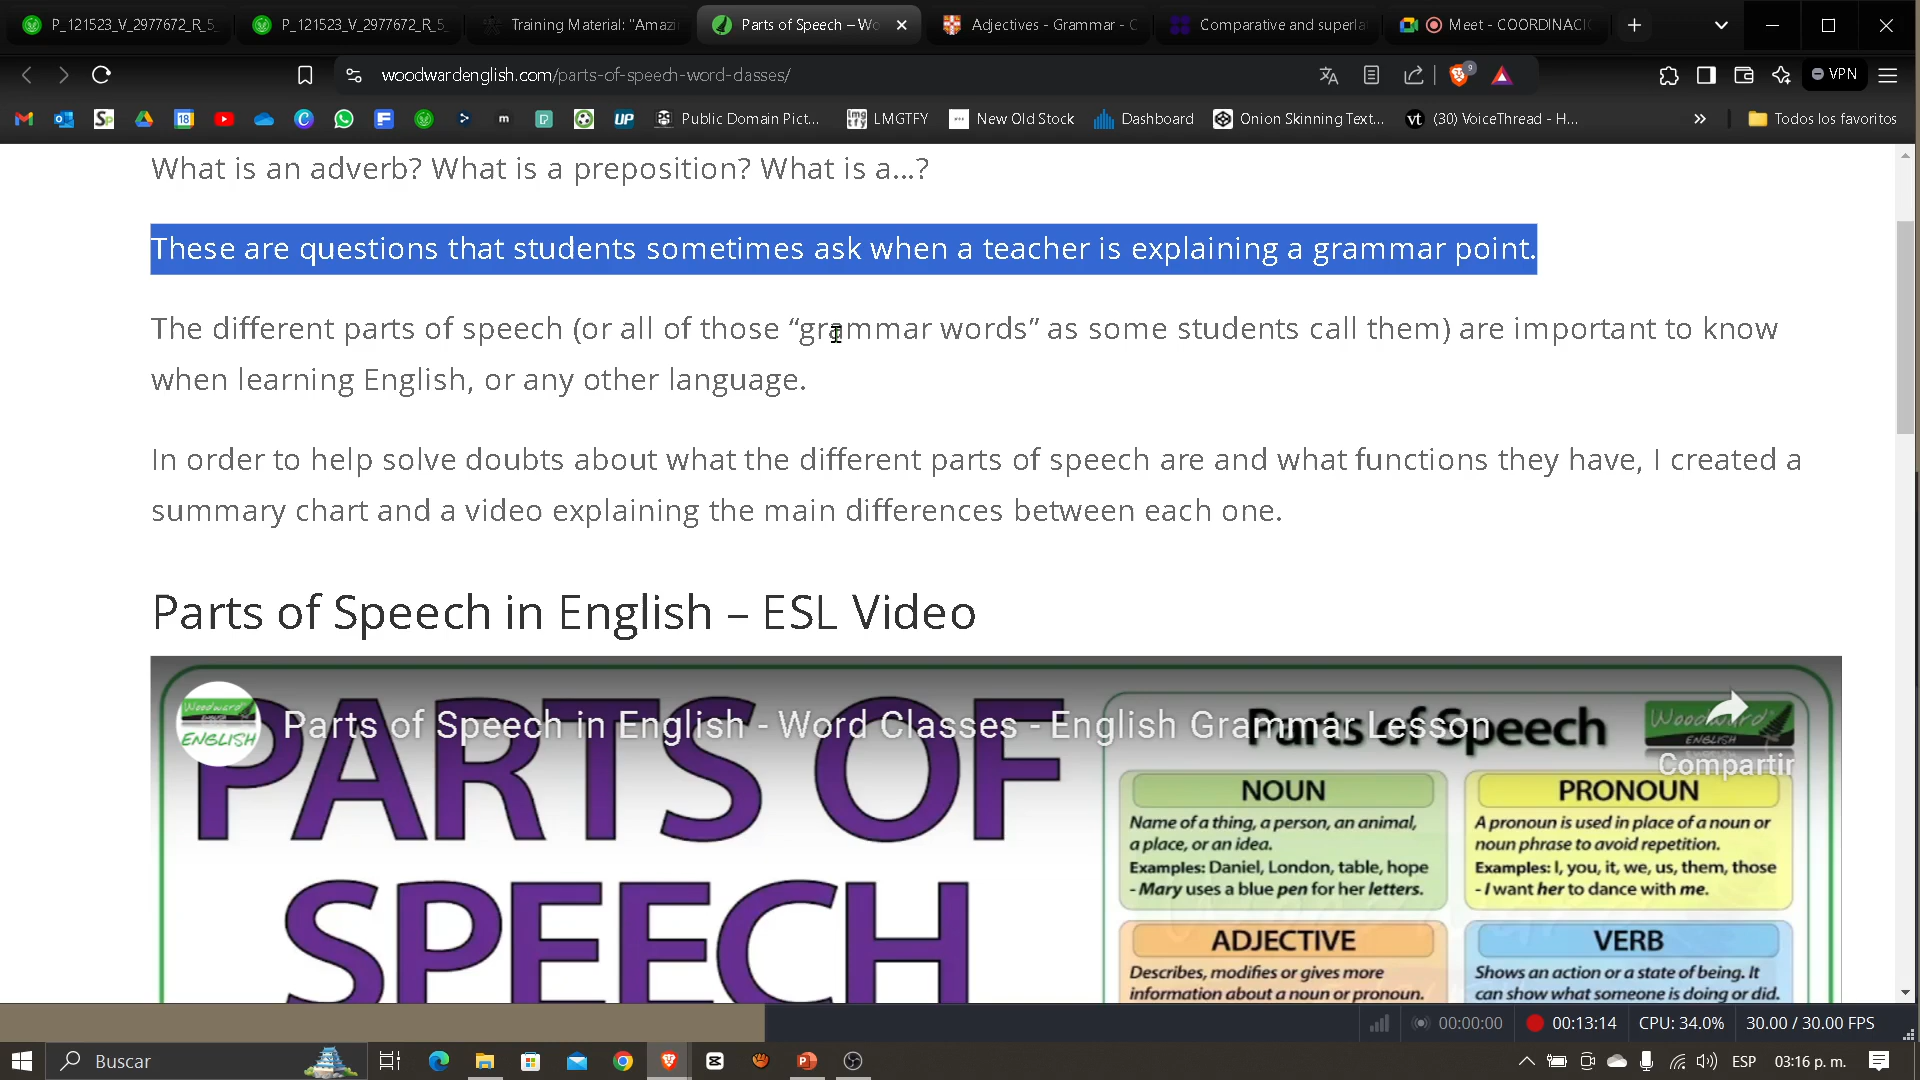 P_121523_V_2977672_R_5_
P_121523_V_2977672_R_5_
Training Material: "Amazi
Parts of Speech – Wo
Adjectives - Grammar - C
Comparative and superla
Meet - COORDINACIÓ
woodwardenglish.com/parts-of-speech-word-classes/
9
VPN
18
UP
Public Domain Pict...
LMGTFY
New Old Stock
Dashboard
Onion Skinning Text...
vt
(30) VoiceThread - H...
Todos los favoritos
What is an adverb? What is a preposition? What is a...?
These are questions that students sometimes ask when a teacher is explaining a grammar point.
The different parts of speech (or all of those “grammar words” as some students call them) are important to know
when learning English, or any other language.
In order to help solve doubts about what the different parts of speech are and what functions they have, I created a
summary chart and a video explaining the main differences between each one.
Parts of Speech in English – ESL Video
Woodward
ENGLISH
Parts of Speech in English - Word Classes - English Grammar Lesson
PARTS OF
SPEECH
Parts of Speech
Woodward
ENGLISH
Compartir
NOUN
Name of a thing, a person, an animal,
a place, or an idea.
Examples: Daniel, London, table, hope
- Mary uses a blue pen for her letters.
PRONOUN
A pronoun is used in place of a noun or
noun phrase to avoid repetition.
Examples: I, you, it, we, us, them, those
- I want her to dance with me.
ADJECTIVE
Describes, modifies or gives more
information about a noun or pronoun.
VERB
Shows an action or a state of being. It
can show what someone is doing or did.
00:00:00
00:13:14
CPU: 34.0%
30.00 / 30.00 FPS
Buscar
ESP
03:16 p. m.